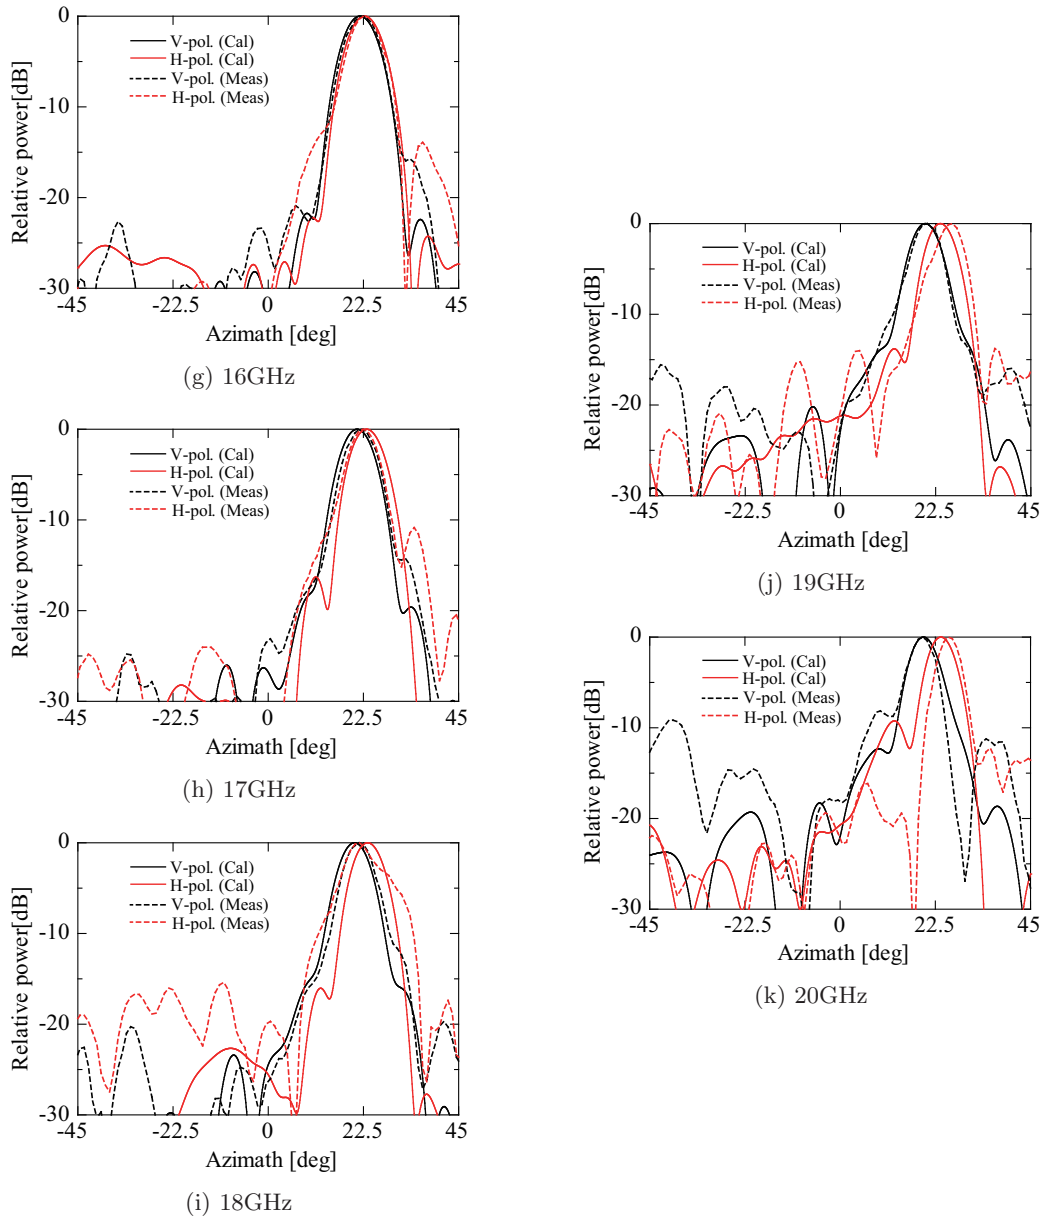 0
-10
-20
-30
Relative power[dB]
V-pol. (Cal)
H-pol. (Cal)
V-pol. (Meas)
H-pol. (Meas)
-45 -22.5 0 22.5 45
Azimath [deg]
(g) 16GHz
0
-10
-20
-30
Relative power[dB]
V-pol. (Cal)
H-pol. (Cal)
V-pol. (Meas)
H-pol. (Meas)
-45 -22.5 0 22.5 45
Azimath [deg]
(h) 17GHz
0
-10
-20
-30
Relative power[dB]
V-pol. (Cal)
H-pol. (Cal)
V-pol. (Meas)
H-pol. (Meas)
-45 -22.5 0 22.5 45
Azimath [deg]
(i) 18GHz
0
-10
-20
-30
Relative power[dB]
V-pol. (Cal)
H-pol. (Cal)
V-pol. (Meas)
H-pol. (Meas)
-45 -22.5 0 22.5 45
Azimath [deg]
(j) 19GHz
0
-10
-20
-30
Relative power[dB]
V-pol. (Cal)
H-pol. (Cal)
V-pol. (Meas)
H-pol. (Meas)
-45 -22.5 0 22.5 45
Azimath [deg]
(k) 20GHz